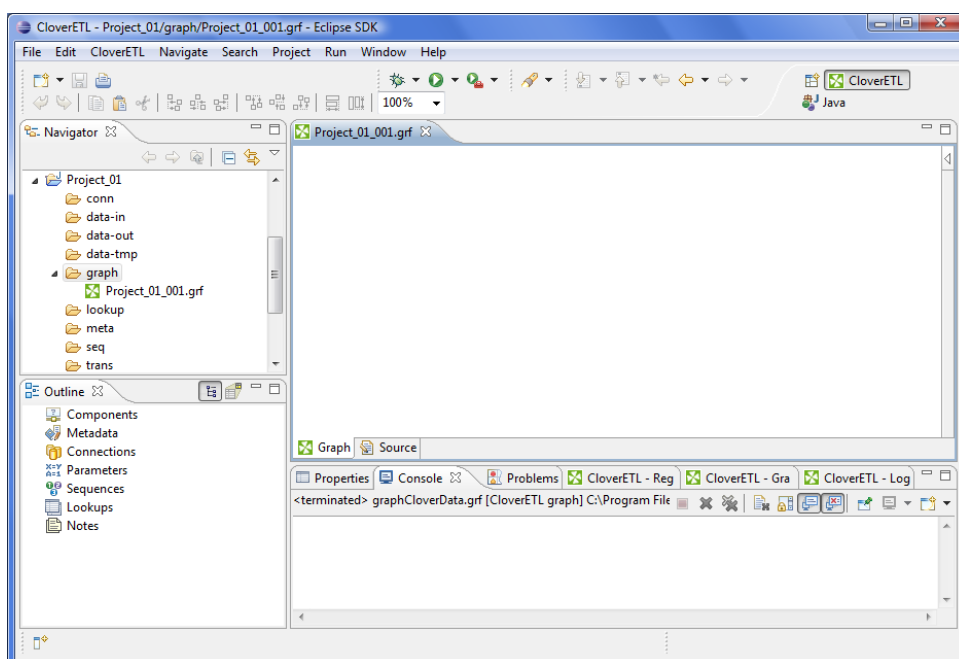 CloverETL - Project_01/graph/Project_01_001.grf - Eclipse SDK
File Edit CloverETL Navigate Search Project Run Window Help
CloverETL
100%
Java
Navigator
Project_01
conn
data-in
data-out
data-tmp
graph
Project_01_001.grf
lookup
meta
seq
trans
Outline
Components
Metadata
Connections
Parameters
Sequences
Lookups
Notes
Project_01_001.grf
Graph Source
Properties Console Problems CloverETL - Reg CloverETL - Gra CloverETL - Log
<terminated> graphCloverData.grf [CloverETL graph] C:\Program File